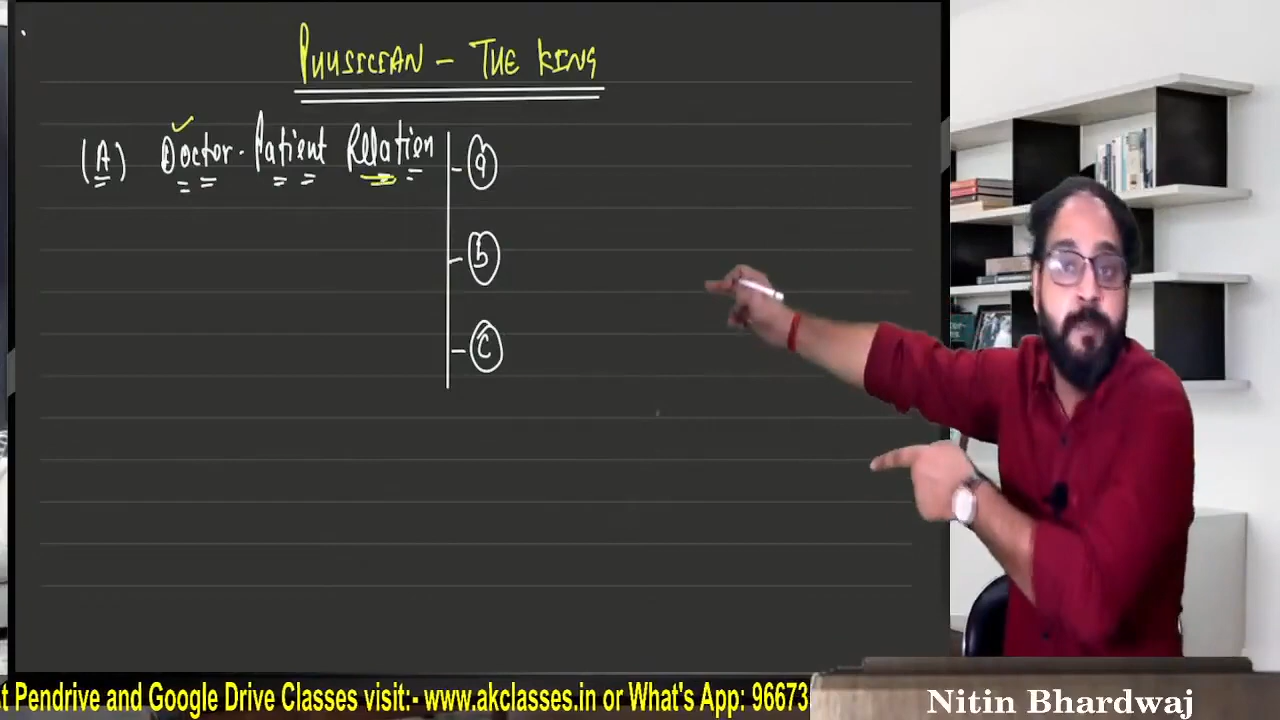 PHYSICIAN - THE KING
(A) Doctor-Patient Relation
a
b
c
t Pendrive and Google Drive Classes visit:- www.akclasses.in or What's App: 96673
Nitin Bhardwaj